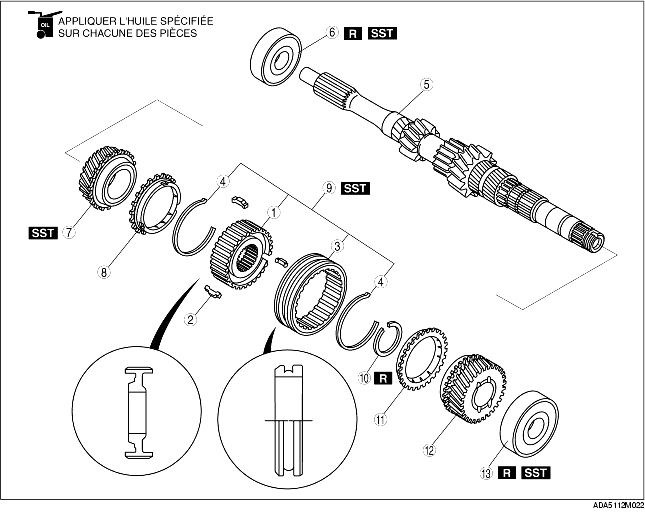 OIL
APPLIQUER L'HUILE SPÉCIFIÉE
SUR CHACUNE DES PIÈCES
6 R SST
5
4
9 SST
1
SST 7
3
8
4
2
10 R
11
12
13 R SST
ADA5112M022